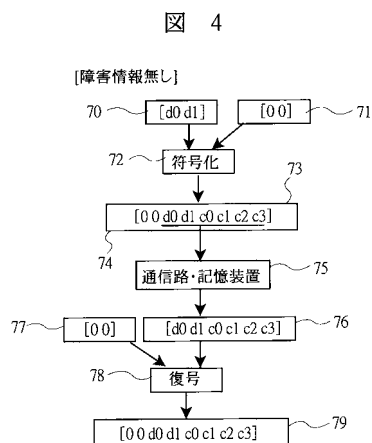 図 4
[障害情報無し]
70 [d0 d1] [0 0] 71
72 符号化
73
[0 0 d0 d1 c0 c1 c2 c3]
74
通信路・記憶装置 75
77 [0 0] [d0 d1 c0 c1 c2 c3] 76
78 復号
[0 0 d0 d1 c0 c1 c2 c3] 79